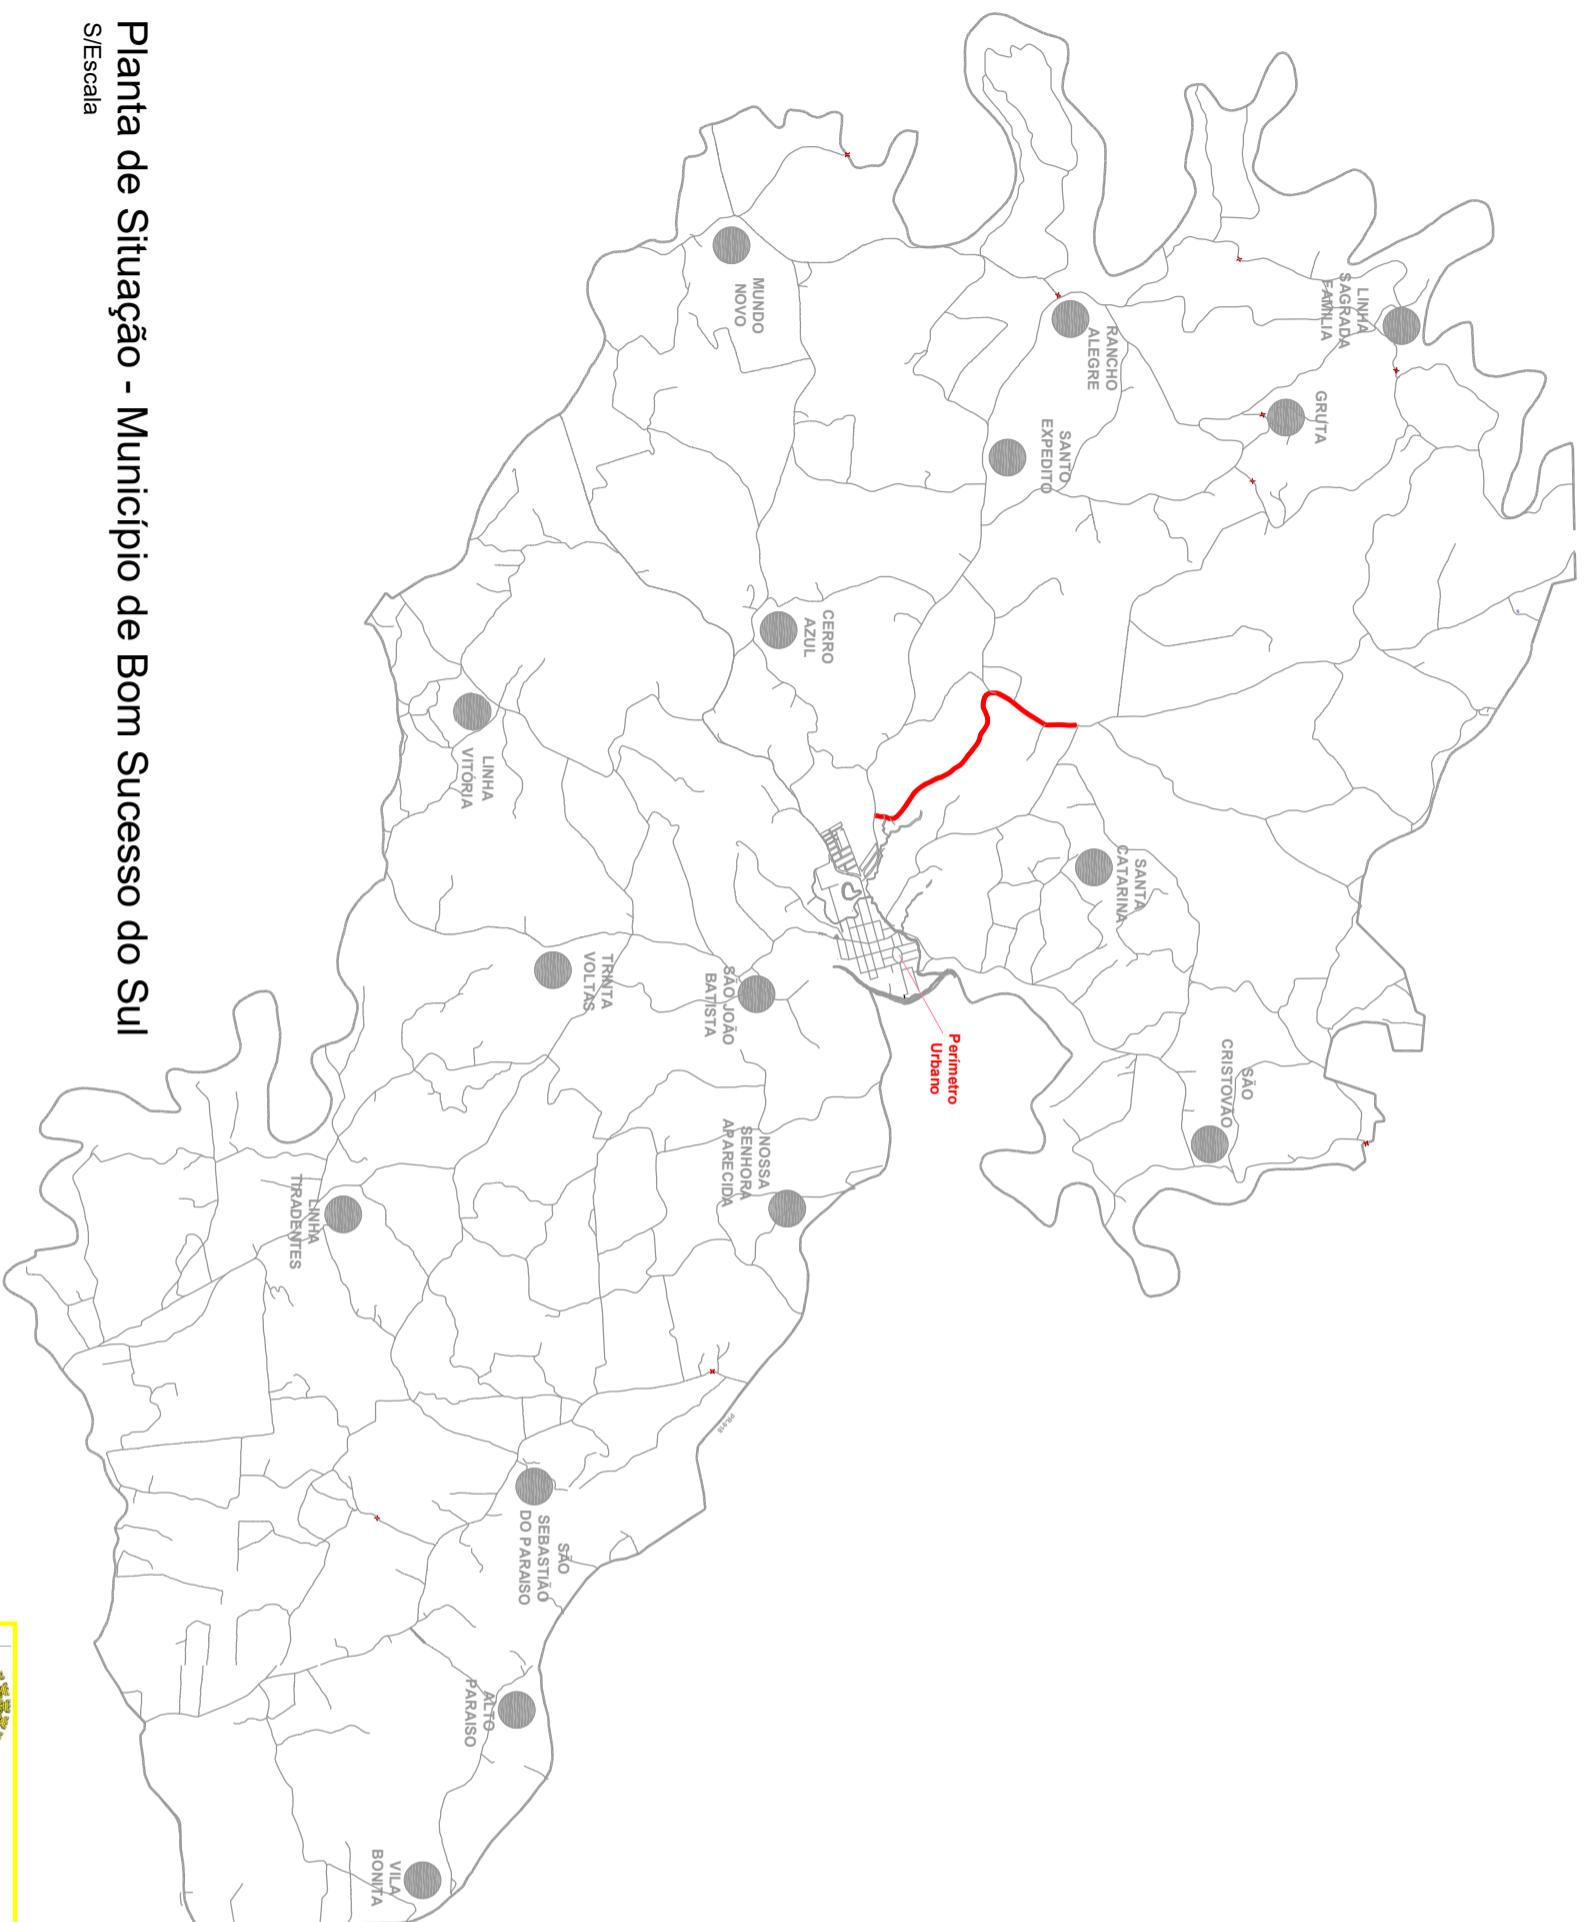 Planta de Situação - Município de Bom Sucesso do Sul
S/Escala
LINHA
SAGRADA
FAMILIA
GRUTA
RANCHO
ALEGRE
SANTO
EXPEDITO
MUNDO
NOVO
CERRO
AZUL
LINHA
VITÓRIA
SANTA
CATARINA
TRINTA
VOLTAS
SÃO JOÃO
BATISTA
Perímetro
Urbano
SÃO
CRISTOVÃO
NOSSA
SENHORA
APARECIDA
LINHA
TIRADENTES
SÃO
SEBASTIÃO
DO PARAISO
ALTO
PARAISO
VILA
BONITA